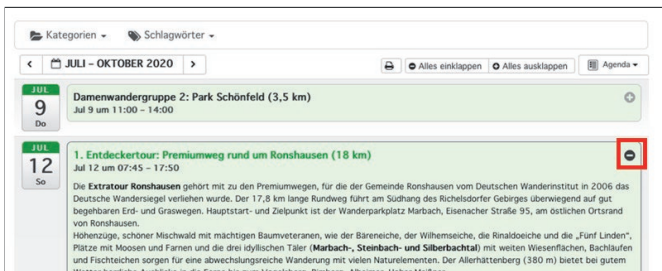 Kategorien Schlagwörter
JULI – OKTOBER 2020 Alles einklappen Alles ausklappen Agenda
JUL
9
Do
Damenwandergruppe 2: Park Schönfeld (3,5 km)
Jul 9 um 11:00 – 14:00
JUL
12
So
1. Entdeckertour: Premiumweg rund um Ronshausen (18 km)
Jul 12 um 07:45 – 17:50
Die Extratour Ronshausen gehört mit zu den Premiumwegen, für die der Gemeinde Ronshausen vom Deutschen Wanderinstitut in 2006 das
Deutsche Wandersiegel verliehen wurde. Der 17,8 km lange Rundweg führt am Südhang des Richelsdorfer Gebirges überwiegend auf gut
begehbaren Erd- und Graswegen. Hauptstart- und Zielpunkt ist der Wanderparkplatz Marbach, Eisenacher Straße 95, am östlichen Ortsrand
von Ronshausen.
Höhenzüge, schöner Mischwald mit mächtigen Baumveteranen, wie der Bäreneiche, der Wilhemseiche, die Rinaldoeiche und die „Fünf Linden“,
Plätze mit Moosen und Farnen und die drei idyllischen Täler (Marbach-, Steinbach- und Silberbachtal) mit weiten Wiesenflächen, Bachläufen
und Fischteichen sorgen für eine abwechslungsreiche Wanderung mit vielen Naturelementen. Der Allerhättenberg (380 m) bietet bei gutem